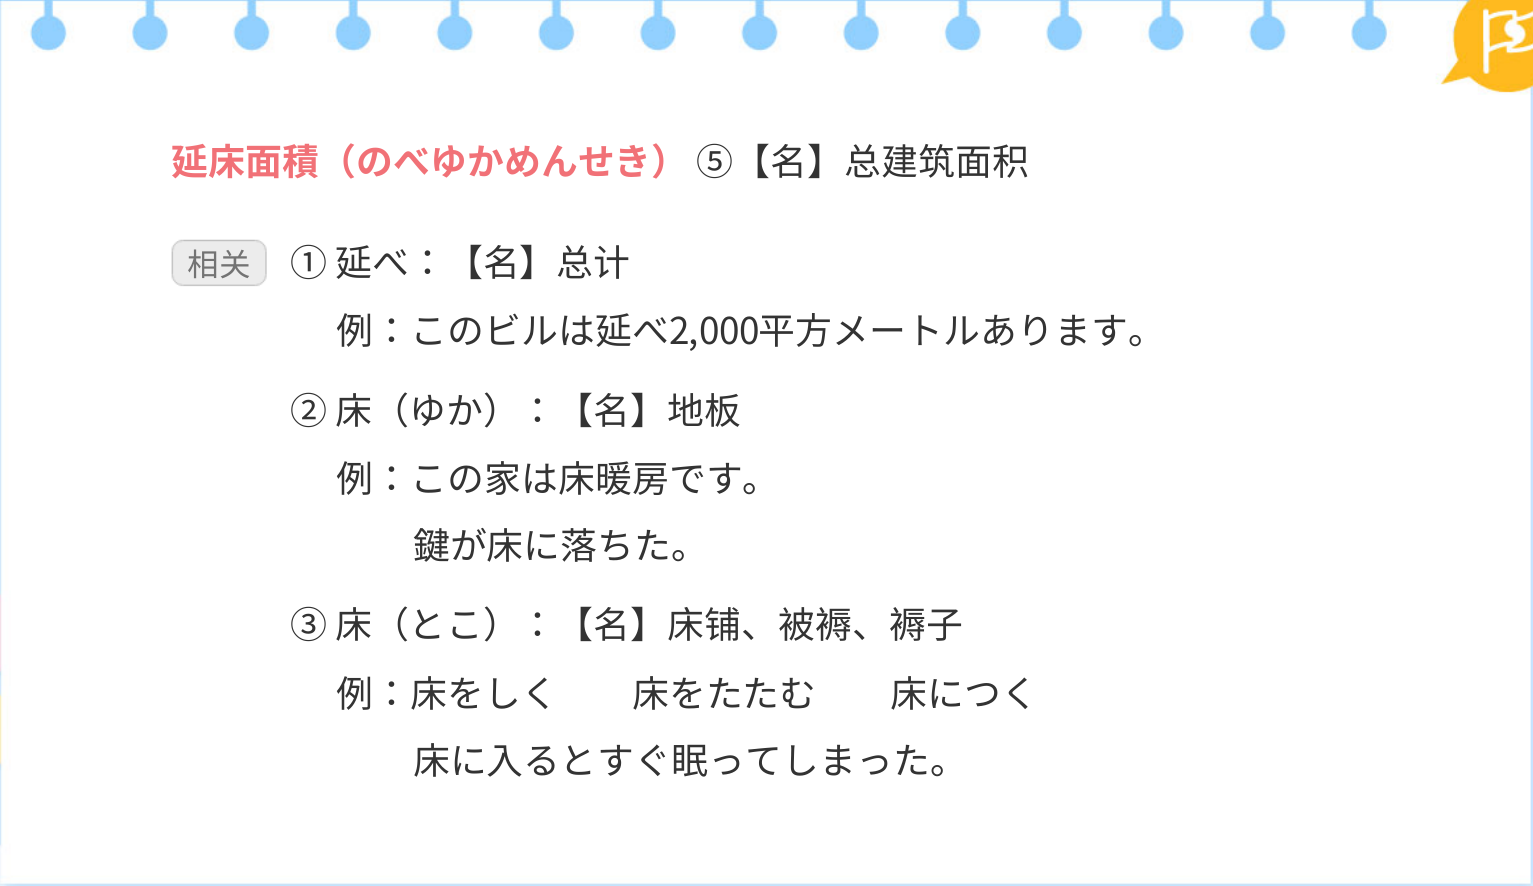 延床面積（のべゆかめんせき） ⑤【名】总建筑面积
相关 ① 延べ：【名】总计
例：このビルは延べ2,000平方メートルあります。
② 床（ゆか）：【名】地板
例：この家は床暖房です。
鍵が床に落ちた。
③ 床（とこ）：【名】床铺、被褥、褥子
例：床をしく　　床をたたむ　　床につく
床に入るとすぐ眠ってしまった。